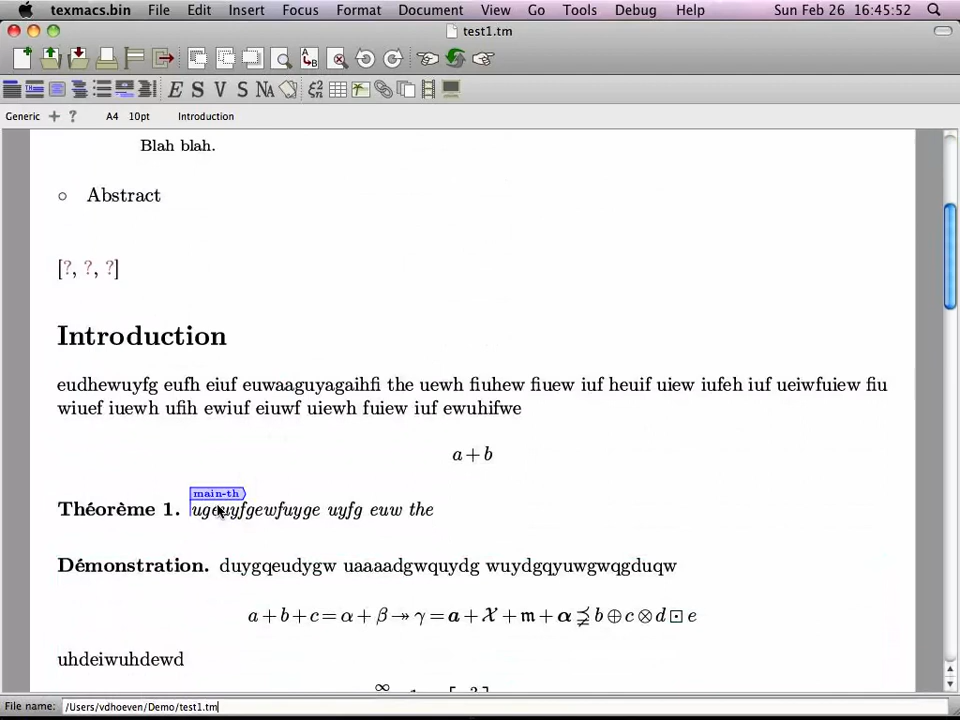 texmacs.bin File Edit Insert Focus Format Document View Go Tools Debug Help Sun Feb 26 16:45:52
test1.tm
Generic + ? A4 10pt Introduction
Blah blah.
○ Abstract
[?, ?, ?]
Introduction
eudhewuyfg eufh eiuf euwaaguyagaihfi the uewh fiuhew fiuew iuf heuif uiew iufeh iuf ueiwfuiew fiu
wiuef iuewh ufih ewiuf eiuwf uiewh fuiew iuf ewuhifwe
a + b
main-th
Théorème 1. ugeuyfgewfuyge uyfg euw the
Démonstration. duygqeudygw uaaaadgwquydg wuydgqyuwgwqgduqw
a + b + c = α + β ↠ γ = 𝒂 + 𝒳 + 𝔪 + 𝜶 ⪵ b ⊕ c ⊗ d ⊡ e
uhdeiwuhdewd
File name: /Users/vdhoeven/Demo/test1.tm